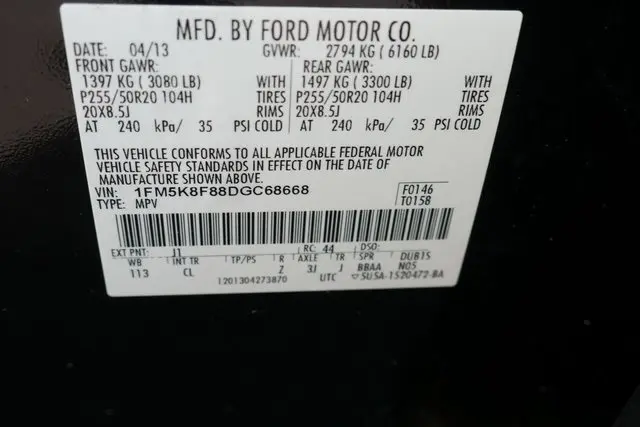 MFD. BY FORD MOTOR CO.
DATE: 04/13 GVWR: 2794 KG ( 6160 LB)
FRONT GAWR: REAR GAWR:
1397 KG ( 3080 LB) WITH 1497 KG ( 3300 LB) WITH
P255/50R20 104H TIRES P255/50R20 104H TIRES
20X8.5J RIMS 20X8.5J RIMS
AT 240 kPa/ 35 PSI COLD AT 240 kPa/ 35 PSI COLD
THIS VEHICLE CONFORMS TO ALL APPLICABLE FEDERAL MOTOR
VEHICLE SAFETY STANDARDS IN EFFECT ON THE DATE OF
MANUFACTURE SHOWN ABOVE.
VIN: 1FM5K8F88DGC68668 F0146
TYPE: MPV T0158
EXT PNT: J1 RC: 44 DSO:
WB INT TR TP/PS R AXLE TR SPR DUBIS
113 CL Z 3J J BBAA N05
1201304273870 UTC 5U5A-1520472-BA